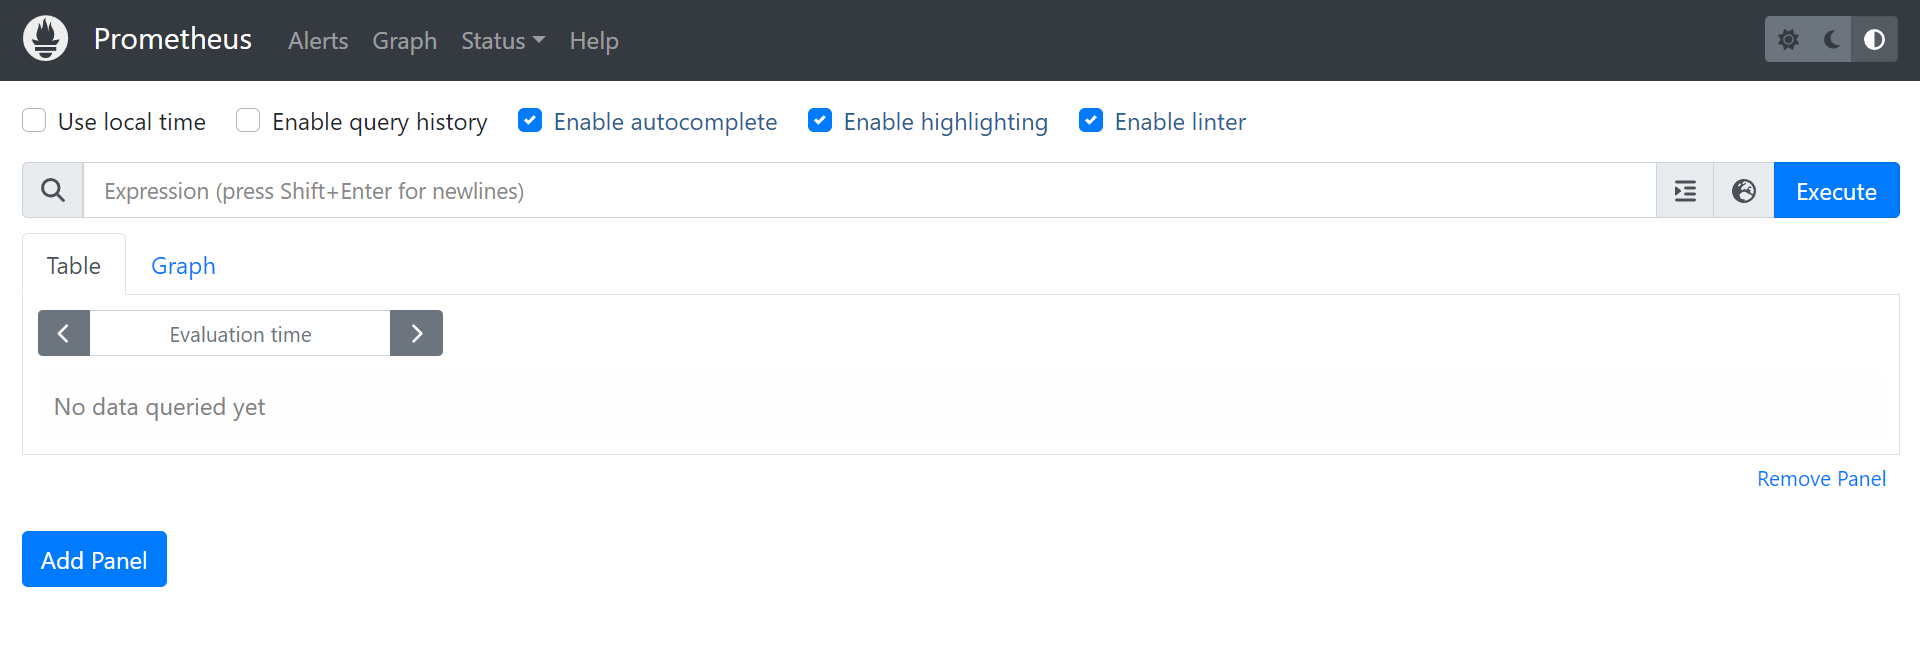 Prometheus Alerts Graph Status Help
Use local time Enable query history Enable autocomplete Enable highlighting Enable linter
Expression (press Shift+Enter for newlines) Execute
Table Graph
Evaluation time
No data queried yet
Remove Panel
Add Panel